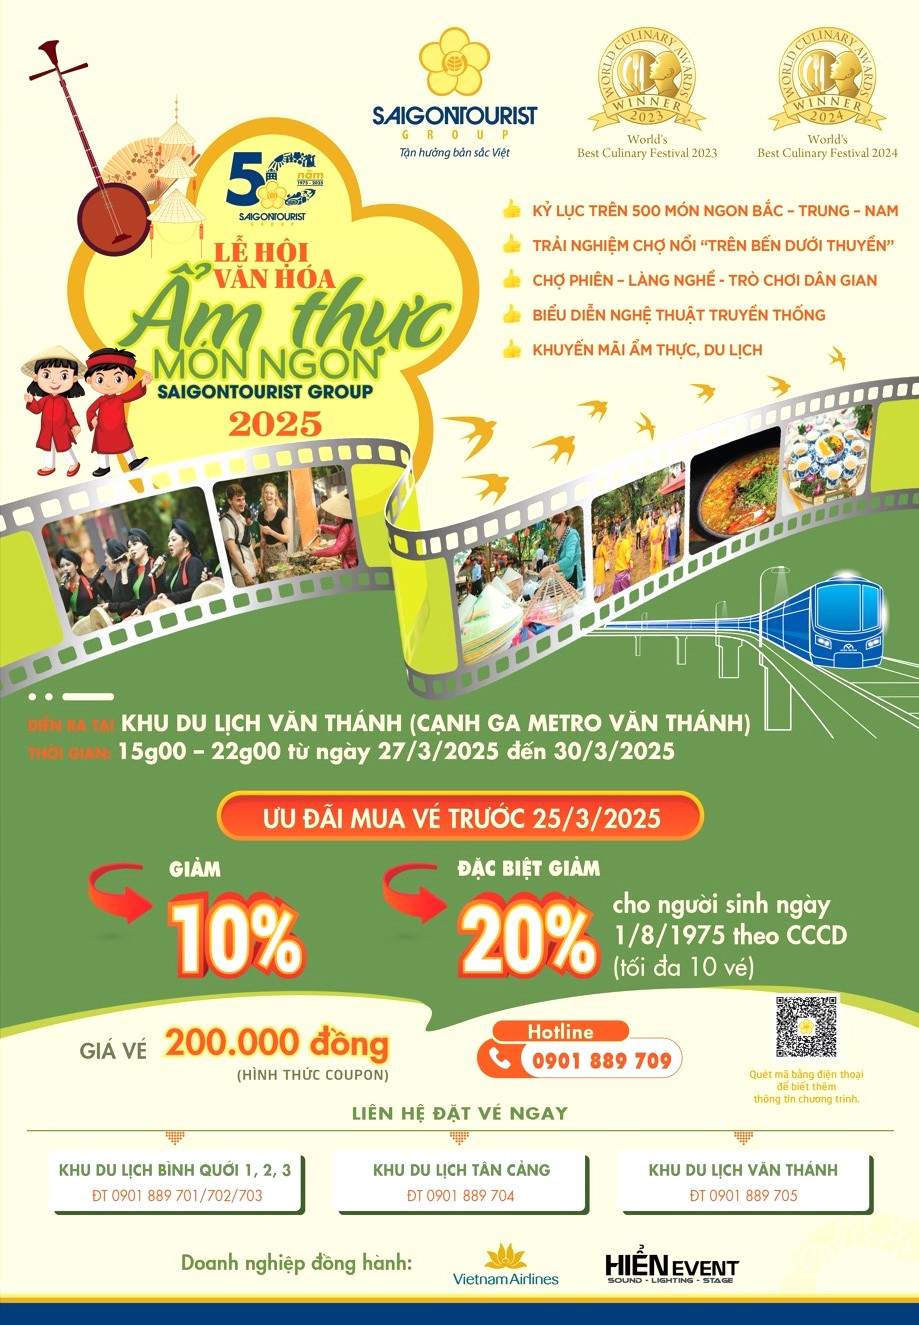 SAIGONTOURIST
GROUP
Tận hưởng bản sắc Việt
WORLD CULINARY AWARDS
WINNER
2023
World's
Best Culinary Festival 2023
WORLD CULINARY AWARDS
WINNER
2024
World's
Best Culinary Festival 2024
50 năm
1975 - 2025
SAIGONTOURIST
GROUP
LỄ HỘI
VĂN HÓA
Ẩm thực
MÓN NGON
SAIGONTOURIST GROUP
2025
KỶ LỤC TRÊN 500 MÓN NGON BẮC – TRUNG – NAM
TRẢI NGHIỆM CHỢ NỔI “TRÊN BẾN DƯỚI THUYỀN”
CHỢ PHIÊN – LÀNG NGHỀ - TRÒ CHƠI DÂN GIAN
BIỂU DIỄN NGHỆ THUẬT TRUYỀN THỐNG
KHUYẾN MÃI ẨM THỰC, DU LỊCH
DIỄN RA TẠI KHU DU LỊCH VĂN THÁNH (CẠNH GA METRO VĂN THÁNH)
THỜI GIAN: 15g00 – 22g00 từ ngày 27/3/2025 đến 30/3/2025
ƯU ĐÃI MUA VÉ TRƯỚC 25/3/2025
GIẢM
10%
ĐẶC BIỆT GIẢM
20%
cho người sinh ngày
1/8/1975 theo CCCD
(tối đa 10 vé)
GIÁ VÉ 200.000 đồng
(HÌNH THỨC COUPON)
Hotline
0901 889 709
Quét mã bằng điện thoại
để biết thêm
thông tin chương trình.
LIÊN HỆ ĐẶT VÉ NGAY
KHU DU LỊCH BÌNH QUỚI 1, 2, 3
ĐT 0901 889 701/702/703
KHU DU LỊCH TÂN CẢNG
ĐT 0901 889 704
KHU DU LỊCH VĂN THÁNH
ĐT 0901 889 705
Doanh nghiệp đồng hành:
Vietnam Airlines
HIỂN EVENT
SOUND - LIGHTING - STAGE